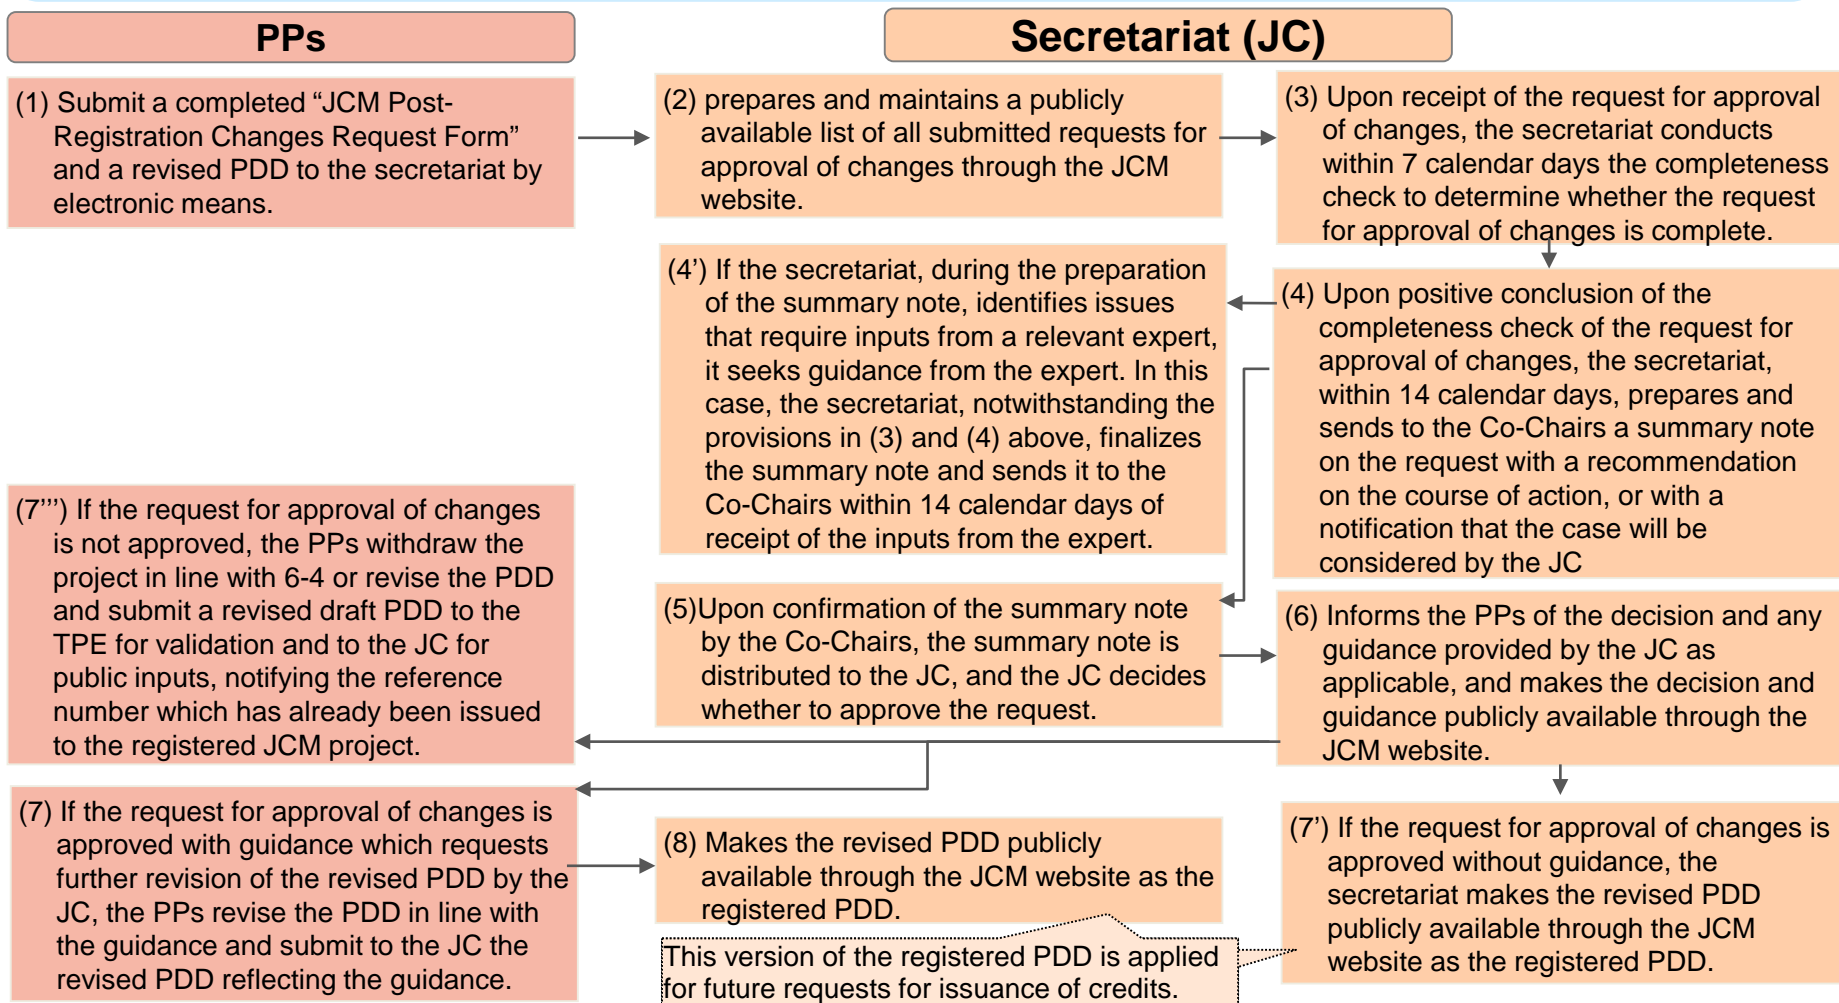 PPs
Secretariat (JC)
(1) Submit a completed “JCM Post-
Registration Changes Request Form”
and a revised PDD to the secretariat by
electronic means.
(2) prepares and maintains a publicly
available list of all submitted requests for
approval of changes through the JCM
website.
(3) Upon receipt of the request for approval
of changes, the secretariat conducts
within 7 calendar days the completeness
check to determine whether the request
for approval of changes is complete.
(4’) If the secretariat, during the preparation
of the summary note, identifies issues
that require inputs from a relevant expert,
it seeks guidance from the expert. In this
case, the secretariat, notwithstanding the
provisions in (3) and (4) above, finalizes
the summary note and sends it to the
Co-Chairs within 14 calendar days of
receipt of the inputs from the expert.
(4) Upon positive conclusion of the
completeness check of the request for
approval of changes, the secretariat,
within 14 calendar days, prepares and
sends to the Co-Chairs a summary note
on the request with a recommendation
on the course of action, or with a
notification that the case will be
considered by the JC
(7’’’) If the request for approval of changes
is not approved, the PPs withdraw the
project in line with 6-4 or revise the PDD
and submit a revised draft PDD to the
TPE for validation and to the JC for
public inputs, notifying the reference
number which has already been issued
to the registered JCM project.
(5)Upon confirmation of the summary note
by the Co-Chairs, the summary note is
distributed to the JC, and the JC decides
whether to approve the request.
(6) Informs the PPs of the decision and any
guidance provided by the JC as
applicable, and makes the decision and
guidance publicly available through the
JCM website.
(7) If the request for approval of changes is
approved with guidance which requests
further revision of the revised PDD by the
JC, the PPs revise the PDD in line with
the guidance and submit to the JC the
revised PDD reflecting the guidance.
(8) Makes the revised PDD publicly
available through the JCM website as the
registered PDD.
This version of the registered PDD is applied
for future requests for issuance of credits.
(7’) If the request for approval of changes is
approved without guidance, the
secretariat makes the revised PDD
publicly available through the JCM
website as the registered PDD.